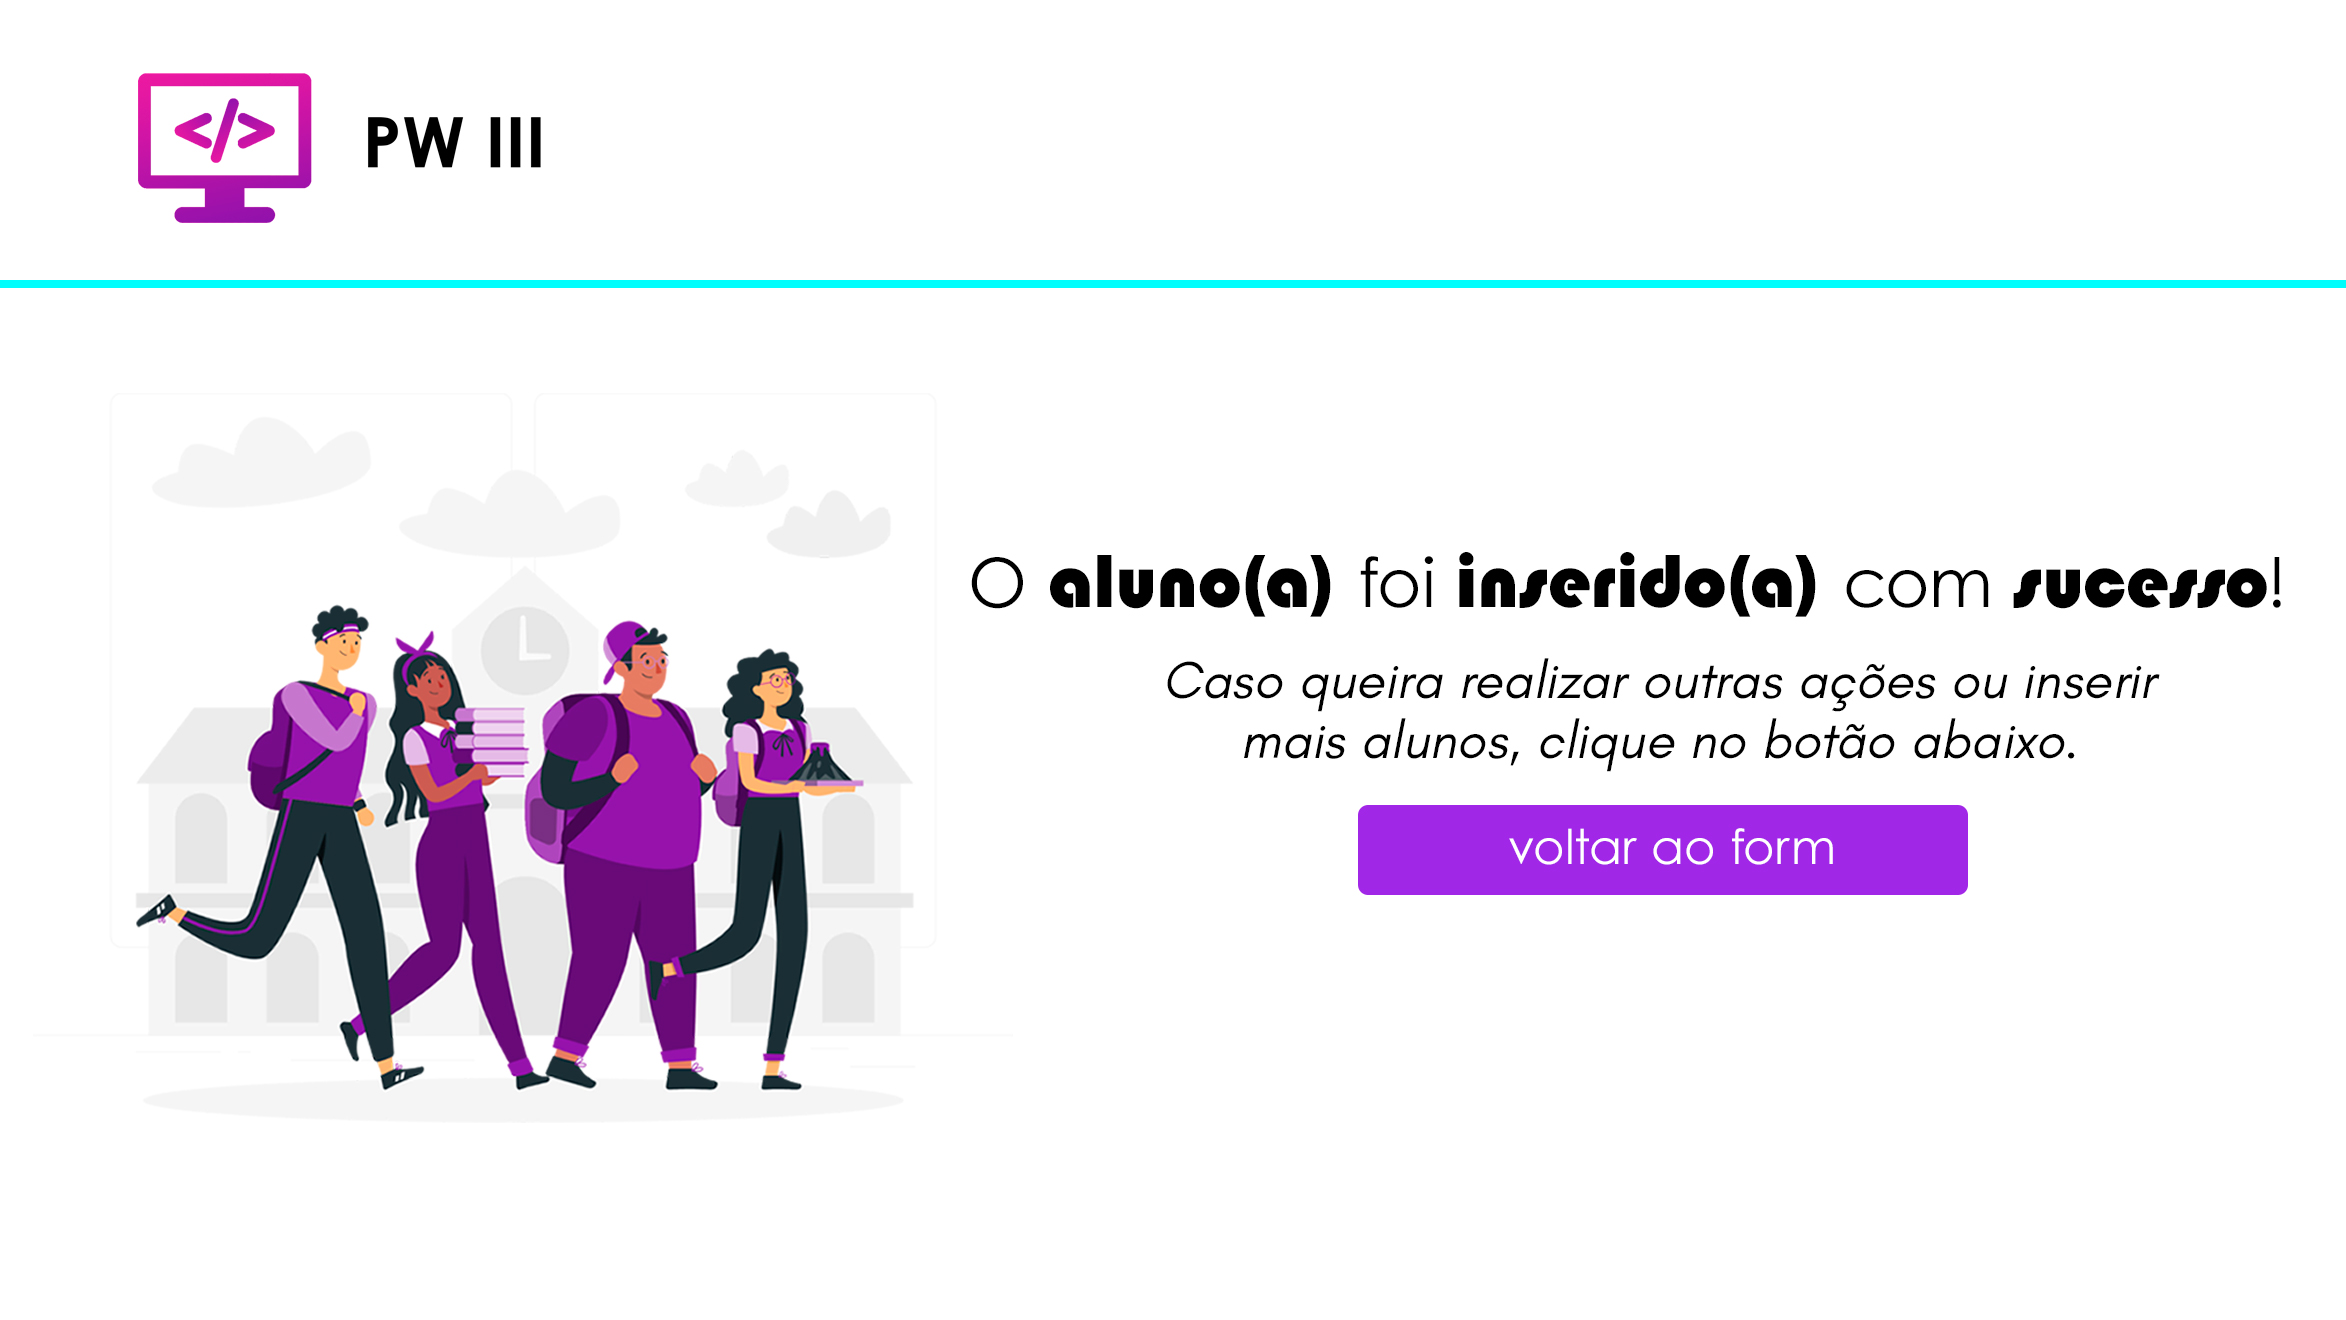 </>
PW III
O aluno(a) foi inserido(a) com sucesso!
Caso queira realizar outras ações ou inserir
mais alunos, clique no botão abaixo.
voltar ao form